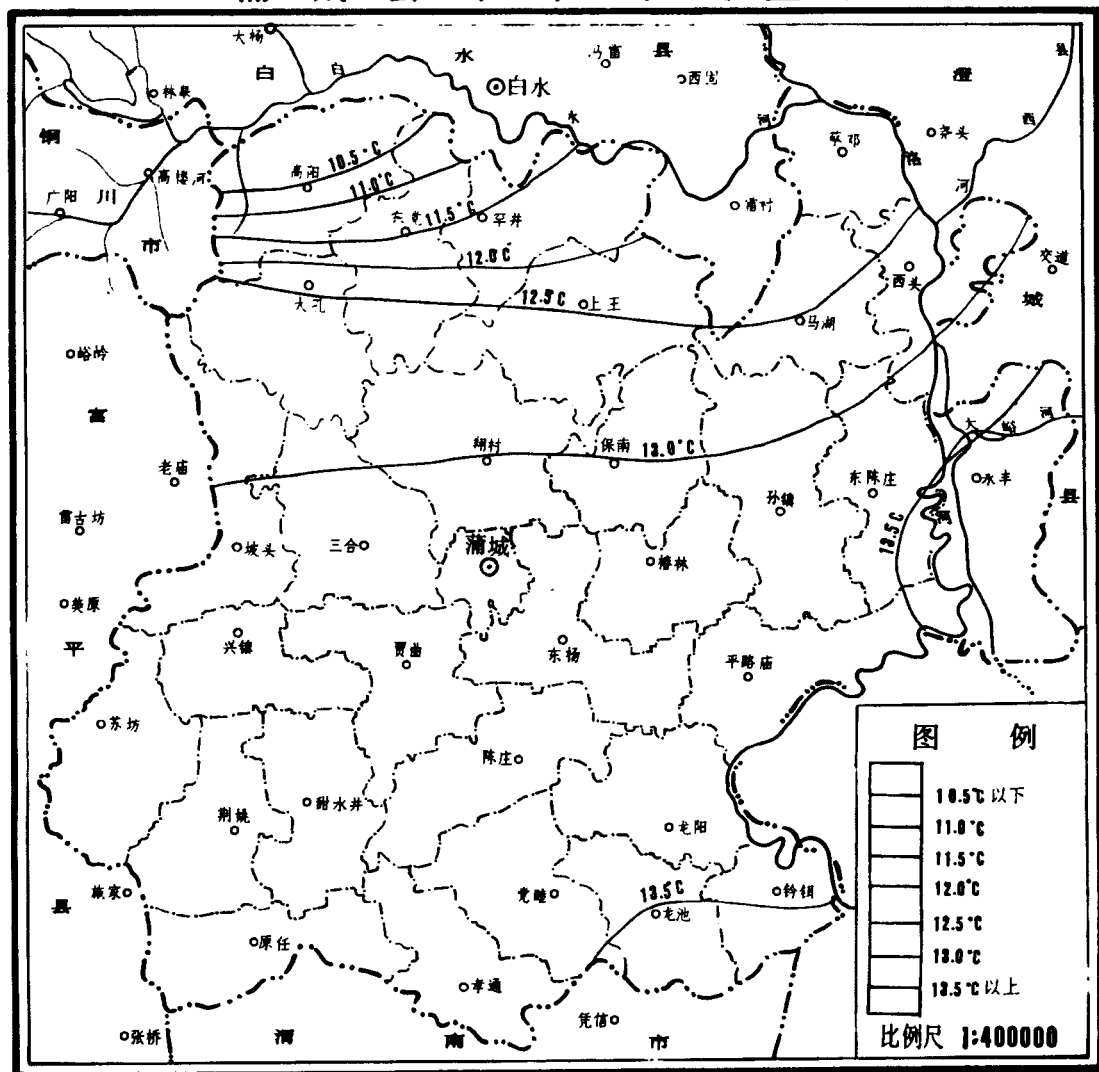 大杨
白
白
水
马雷
县
西固
澄
县
白水
林皋
铜
水
河
蔡邓
洛
尧头
西
高阳
10.5°C
高楼河
11.0°C
广阳
川
11.5°C
罕井
河
市
12.0°C
西头
交道
城
大孔
12.5°C
上王
马湖
峪岭
富
大
峪
河
翔村
保南
13.0°C
老庙
孙镇
东陈庄
永丰
县
雷古坊
河
坡头
三合
蒲城
椿林
13.5°C
美原
平
兴镇
贾曲
东杨
平路庙
苏坊
陈庄
荆姚
甜水井
龙阳
县
党睦
13.5°C
龙池
钤铒
原任
孝通
张桥
渭
南
凭信
市
图 例
10.5°C以下
11.0°C
11.5°C
12.0°C
12.5°C
13.0°C
13.5°C以上
比例尺 1:400000